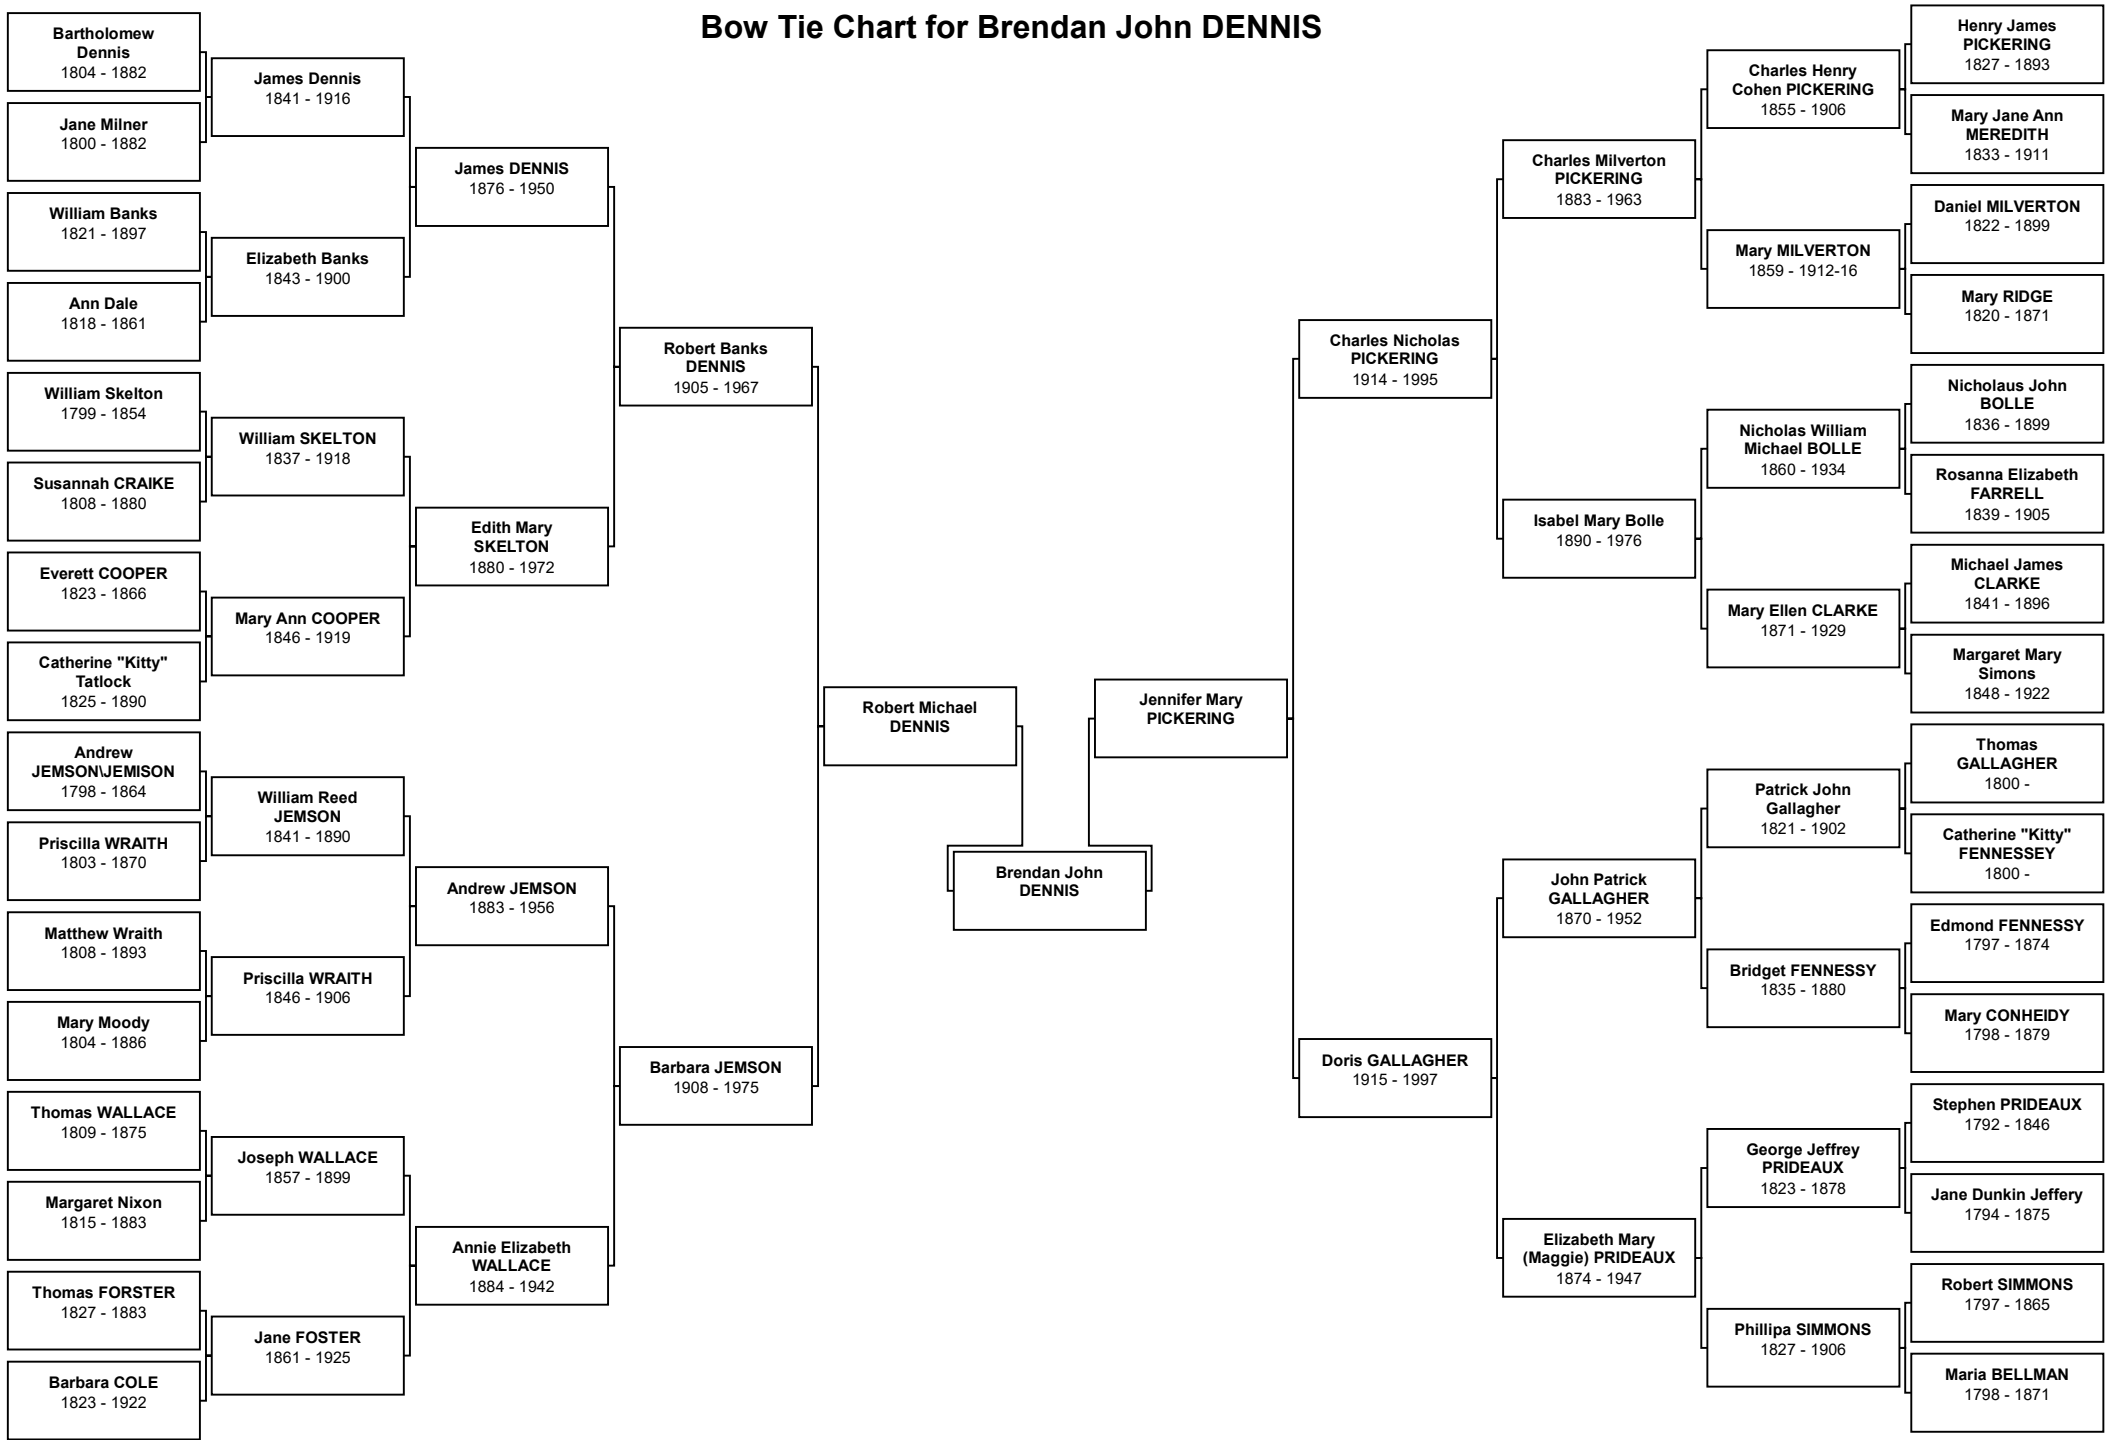 Bow Tie Chart for Brendan John DENNIS
Bartholomew
Dennis
1804 - 1882
Jane Milner
1800 - 1882
William Banks
1821 - 1897
Ann Dale
1818 - 1861
William Skelton
1799 - 1854
Susannah CRAIKE
1808 - 1880
Everett COOPER
1823 - 1866
Catherine "Kitty"
Tatlock
1825 - 1890
Andrew
JEMSON\JEMISON
1798 - 1864
Priscilla WRAITH
1803 - 1870
Matthew Wraith
1808 - 1893
Mary Moody
1804 - 1886
Thomas WALLACE
1809 - 1875
Margaret Nixon
1815 - 1883
Thomas FORSTER
1827 - 1883
Barbara COLE
1823 - 1922
James Dennis
1841 - 1916
Elizabeth Banks
1843 - 1900
William SKELTON
1837 - 1918
Mary Ann COOPER
1846 - 1919
William Reed
JEMSON
1841 - 1890
Priscilla WRAITH
1846 - 1906
Joseph WALLACE
1857 - 1899
Jane FOSTER
1861 - 1925
James DENNIS
1876 - 1950
Edith Mary
SKELTON
1880 - 1972
Andrew JEMSON
1883 - 1956
Annie Elizabeth
WALLACE
1884 - 1942
Robert Banks
DENNIS
1905 - 1967
Barbara JEMSON
1908 - 1975
Robert Michael
DENNIS
Brendan John
DENNIS
Jennifer Mary
PICKERING
Charles Nicholas
PICKERING
1914 - 1995
Doris GALLAGHER
1915 - 1997
Charles Milverton
PICKERING
1883 - 1963
Isabel Mary Bolle
1890 - 1976
John Patrick
GALLAGHER
1870 - 1952
Elizabeth Mary
(Maggie) PRIDEAUX
1874 - 1947
Charles Henry
Cohen PICKERING
1855 - 1906
Mary MILVERTON
1859 - 1912-16
Nicholas William
Michael BOLLE
1860 - 1934
Mary Ellen CLARKE
1871 - 1929
Patrick John
Gallagher
1821 - 1902
Bridget FENNESSY
1835 - 1880
George Jeffrey
PRIDEAUX
1823 - 1878
Phillipa SIMMONS
1827 - 1906
Henry James
PICKERING
1827 - 1893
Mary Jane Ann
MEREDITH
1833 - 1911
Daniel MILVERTON
1822 - 1899
Mary RIDGE
1820 - 1871
Nicholaus John
BOLLE
1836 - 1899
Rosanna Elizabeth
FARRELL
1839 - 1905
Michael James
CLARKE
1841 - 1896
Margaret Mary
Simons
1848 - 1922
Thomas
GALLAGHER
1800 -
Catherine "Kitty"
FENNESSEY
1800 -
Edmond FENNESSY
1797 - 1874
Mary CONHEIDY
1798 - 1879
Stephen PRIDEAUX
1792 - 1846
Jane Dunkin Jeffery
1794 - 1875
Robert SIMMONS
1797 - 1865
Maria BELLMAN
1798 - 1871